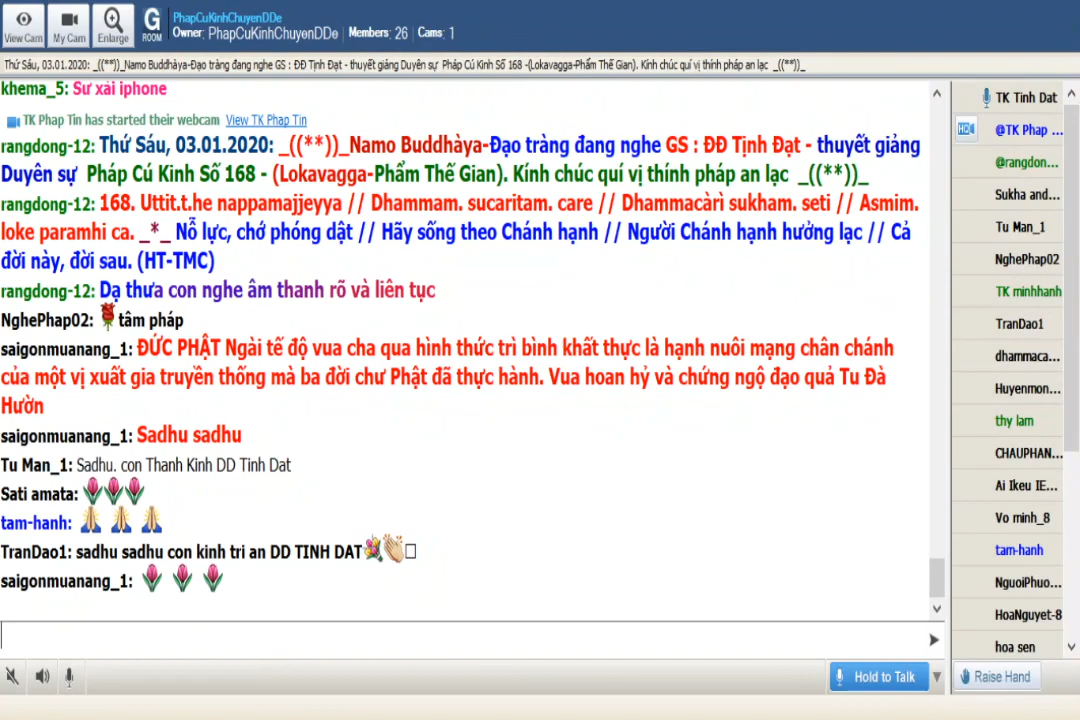 PhapCuKinhChuyenDDe
Owner: PhapCuKinhChuyenDDe | Members: 26 | Cams: 1
View Cam
My Cam
Enlarge
G
ROOM
Thứ Sáu, 03.01.2020: _((**))_Namo Buddhàya-Đạo tràng đang nghe GS : ĐĐ Tịnh Đạt - thuyết giảng Duyên sự Pháp Cú Kinh Số 168 -(Lokavagga-Phẩm Thế Gian). Kính chúc quí vị thính pháp an lạc _((**))_
khema_5: Sư xài iphone
TK Phap Tin has started their webcam View TK Phap Tin
rangdong-12: Thứ Sáu, 03.01.2020: _((**))_Namo Buddhàya-Đạo tràng đang nghe GS : ĐĐ Tịnh Đạt - thuyết giảng
Duyên sự Pháp Cú Kinh Số 168 - (Lokavagga-Phẩm Thế Gian). Kính chúc quí vị thính pháp an lạc _((**))_
rangdong-12: 168. Uttit.t.he nappamajjeyya // Dhammam. sucaritam. care // Dhammacàrì sukham. seti // Asmim.
loke paramhi ca. _*_ Nỗ lực, chớ phóng dật // Hãy sống theo Chánh hạnh // Người Chánh hạnh hưởng lạc // Cả
đời này, đời sau. (HT-TMC)
rangdong-12: Dạ thưa con nghe âm thanh rõ và liên tục
NghePhap02: 🌹tâm pháp
saigonmuanang_1: ĐỨC PHẬT Ngài tế độ vua cha qua hình thức trì bình khất thực là hạnh nuôi mạng chân chánh
của một vị xuất gia truyền thống mà ba đời chư Phật đã thực hành. Vua hoan hỷ và chứng ngộ đạo quả Tu Đà
Hườn
saigonmuanang_1: Sadhu sadhu
Tu Man_1: Sadhu. con Thanh Kinh DD Tinh Dat
Sati amata: 🌷🌷🌷
tam-hanh: 🙏 🙏 🙏
TranDao1: sadhu sadhu con kinh tri an DD TINH DAT💐👏□
saigonmuanang_1: 🌷 🌷 🌷
Hold to Talk
TK Tinh Dat
HD
@TK Phap ...
@rangdon...
Sukha and...
Tu Man_1
NghePhap02
TK minhhanh
TranDao1
dhammaca...
Huyenmon...
thy lam
CHAUPHAN...
Ai Ikeu IE...
Vo minh_8
tam-hanh
NguoiPhuo...
HoaNguyet-8
hoa sen
Raise Hand